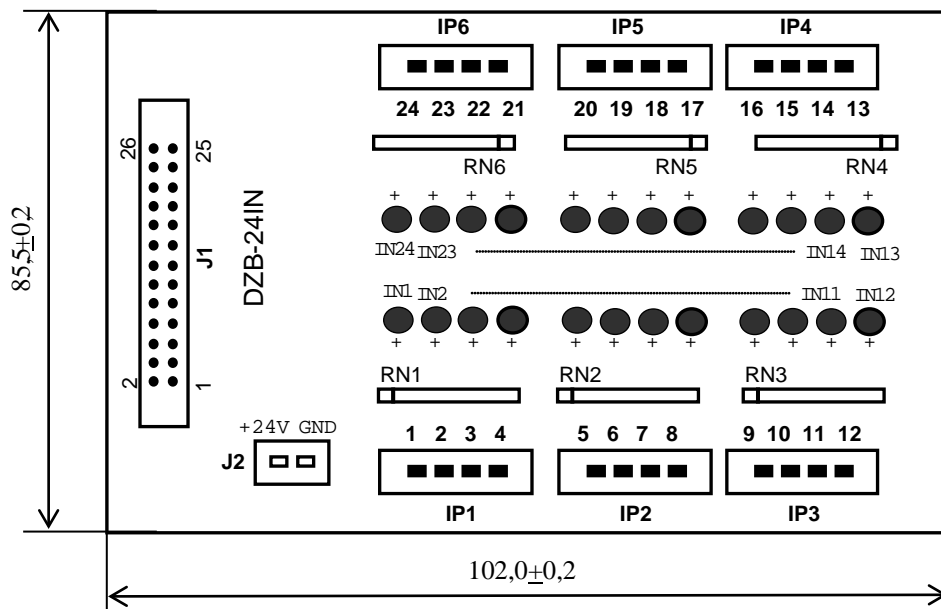 IP6 IP5 IP4
24 23 22 21 20 19 18 17 16 15 14 13
RN6 RN5 RN4
26 25
+ + + + + + + + + + + +
IN24 IN23 IN14 IN13
J1
DZB-24IN
85,5±0,2
IN1 IN2 IN11 IN12
+ + + + + + + + + + + +
RN1 RN2 RN3
2 1
+24V GND
1 2 3 4 5 6 7 8 9 10 11 12
J2
IP1 IP2 IP3
102,0±0,2